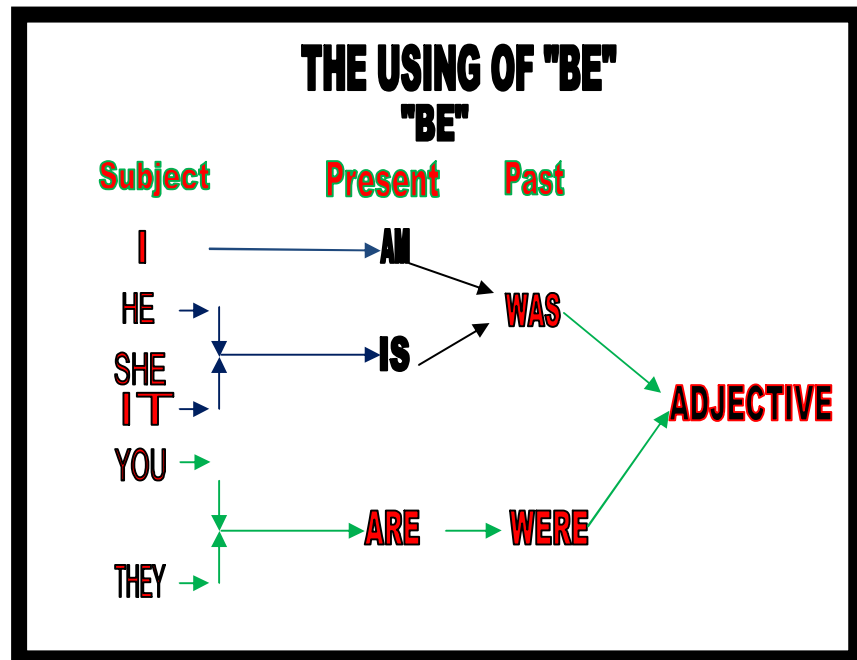 THE USING OF "BE"
"BE"
Subject Present Past
I AM
HE WAS
SHE IS
IT ADJECTIVE
YOU
ARE WERE
THEY